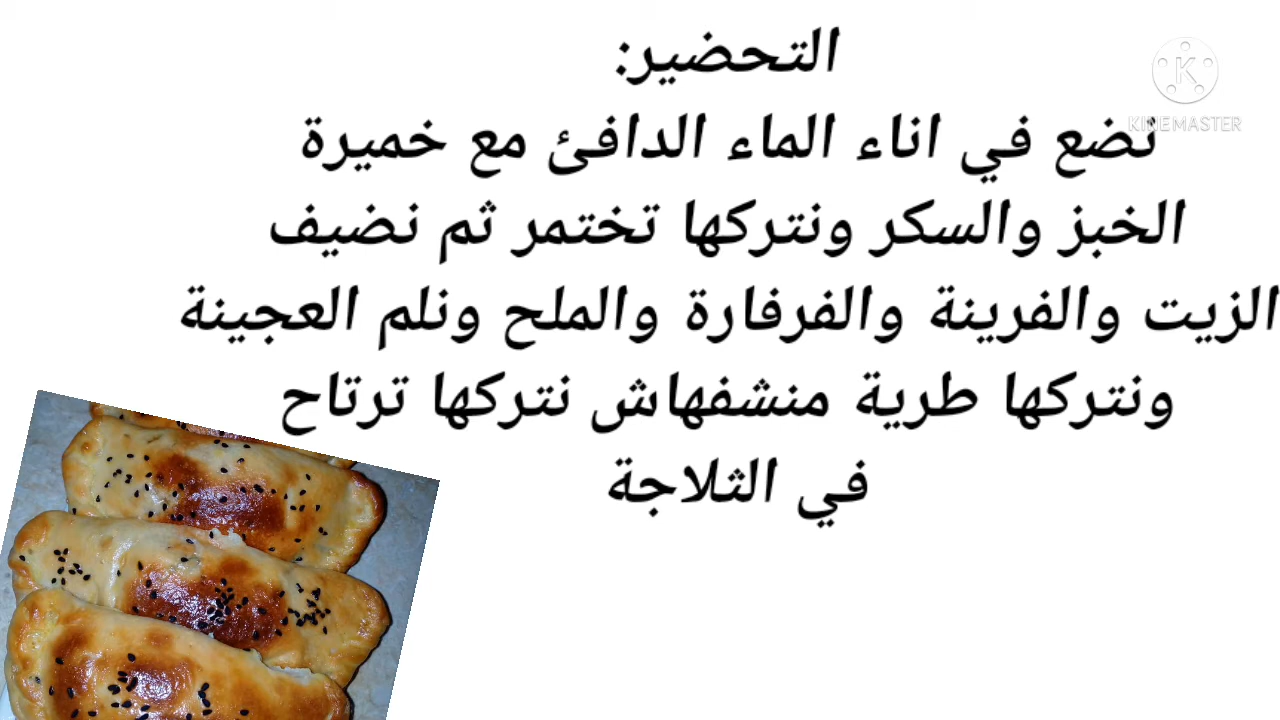 التحضير:
KINEMASTER
نضع في اناء الماء الدافئ مع خميرة
الخبز والسكر ونتركها تختمر ثم نضيف
الزيت والفرينة والفرفارة والملح ونلم العجينة
ونتركها طرية منشفهاش نتركها ترتاح
في الثلاجة